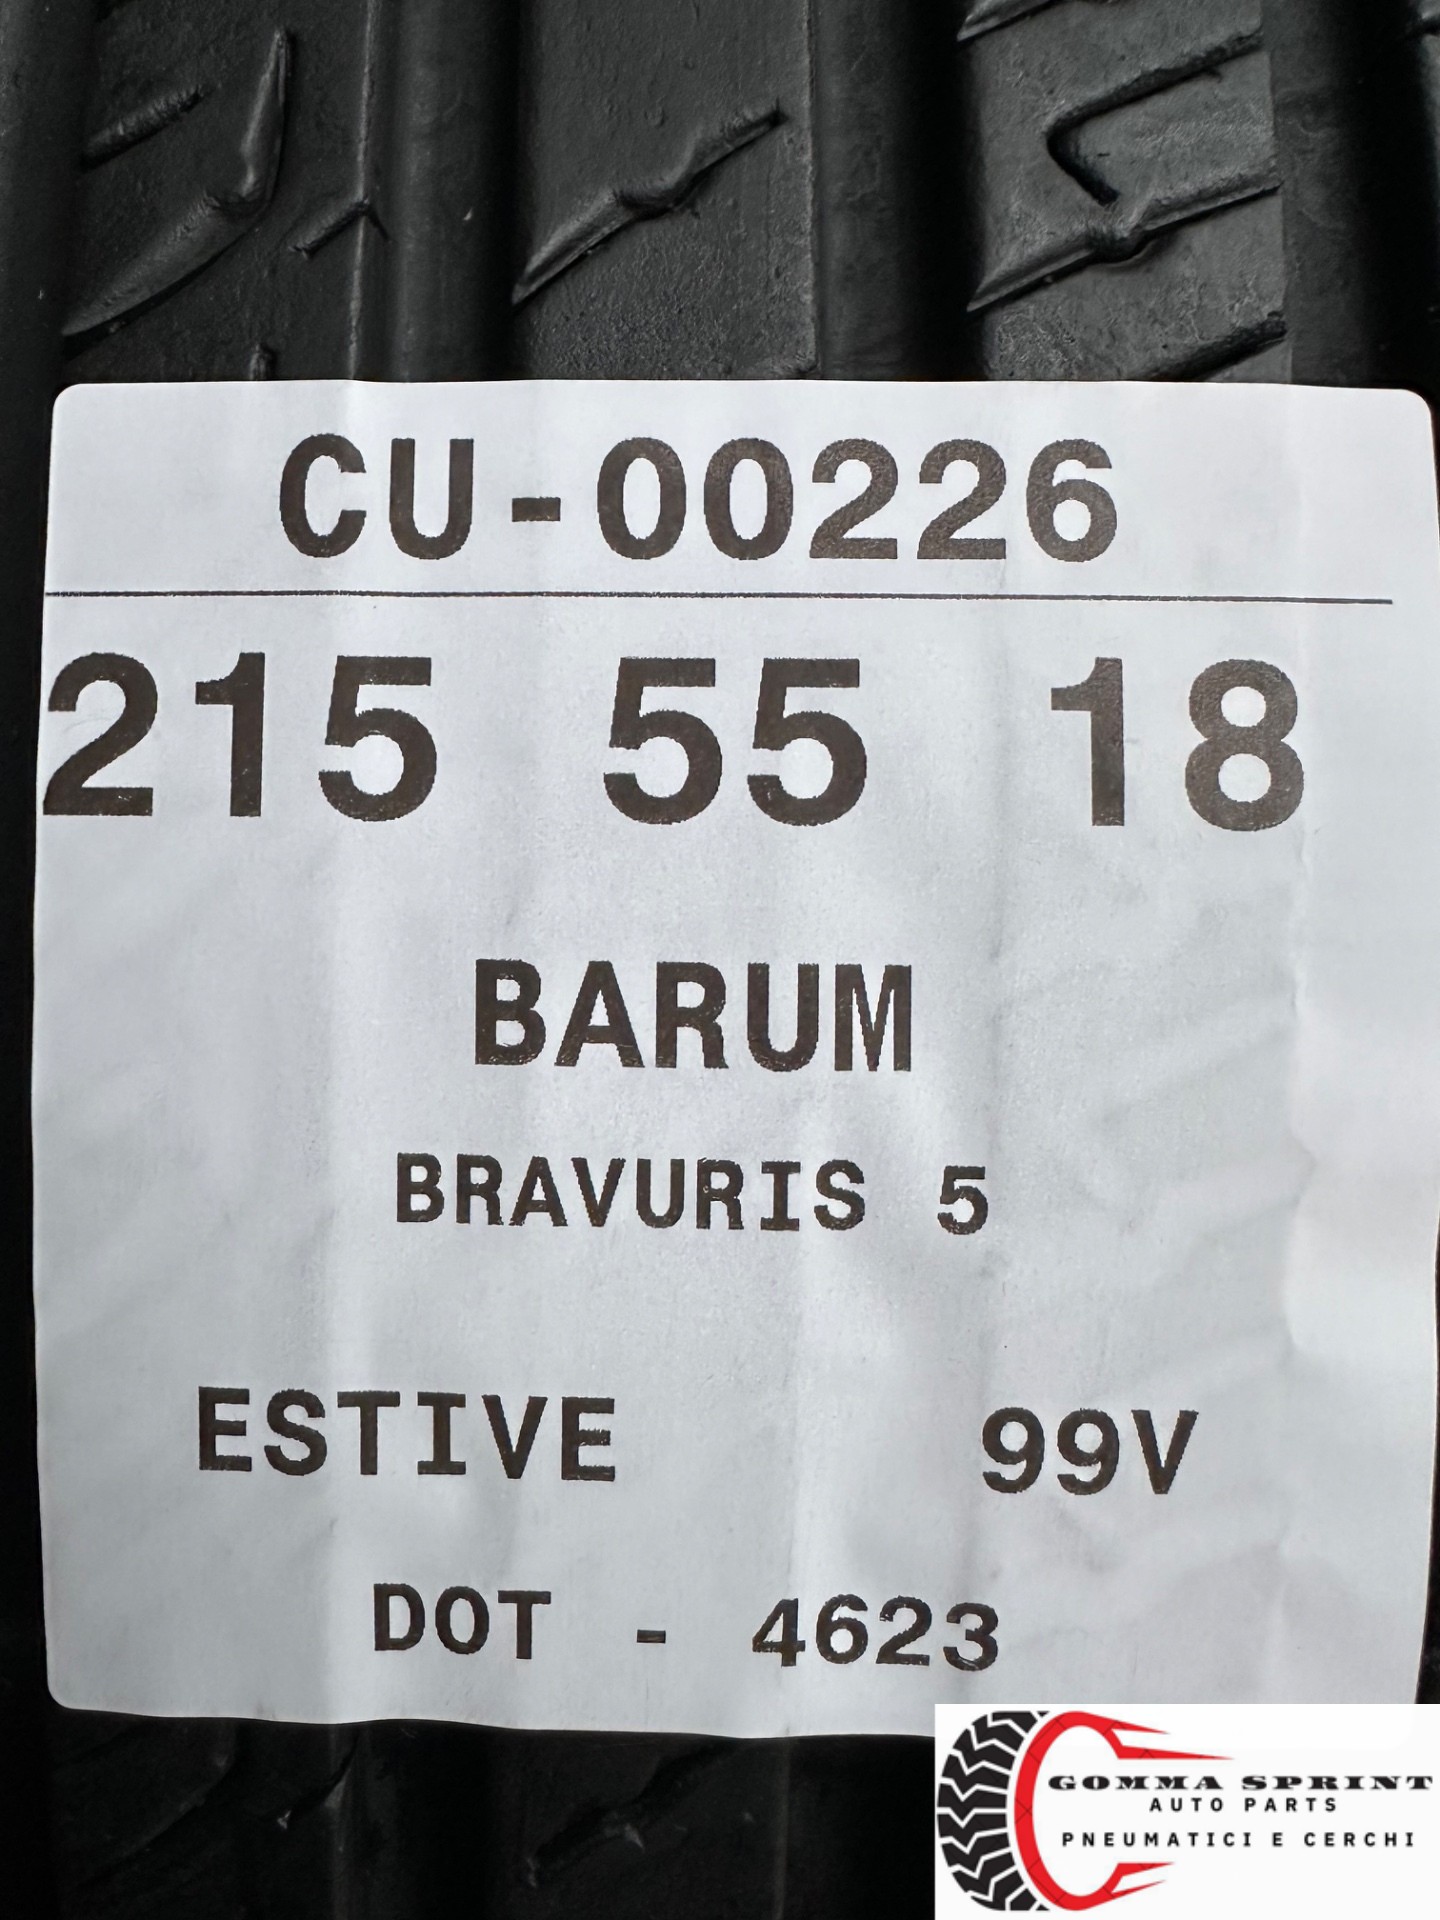 CU-00226
215 55 18
BARUM
BRAVURIS 5
ESTIVE 99V
DOT - 4623
GOMMA SPRINT
AUTO PARTS
PNEUMATICI E CERCHI